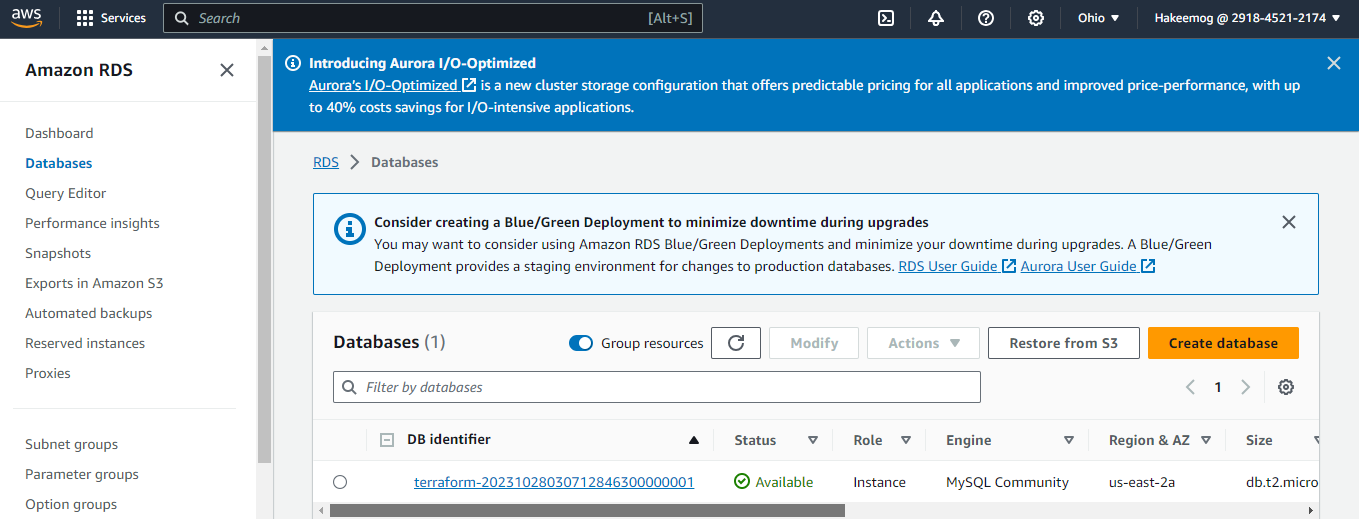 aws Services Search [Alt+S] Ohio Hakeemog @ 2918-4521-2174
Amazon RDS
Dashboard
Databases
Query Editor
Performance insights
Snapshots
Exports in Amazon S3
Automated backups
Reserved instances
Proxies
Subnet groups
Parameter groups
Option groups
Introducing Aurora I/O-Optimized
Aurora's I/O-Optimized is a new cluster storage configuration that offers predictable pricing for all applications and improved price-performance, with up
to 40% costs savings for I/O-intensive applications.
RDS Databases
Consider creating a Blue/Green Deployment to minimize downtime during upgrades
You may want to consider using Amazon RDS Blue/Green Deployments and minimize your downtime during upgrades. A Blue/Green
Deployment provides a staging environment for changes to production databases. RDS User Guide Aurora User Guide
Databases (1) Group resources Modify Actions Restore from S3 Create database
Filter by databases 1
DB identifier Status Role Engine Region & AZ Size
terraform-20231028030712846300000001 Available Instance MySQL Community us-east-2a db.t2.micro